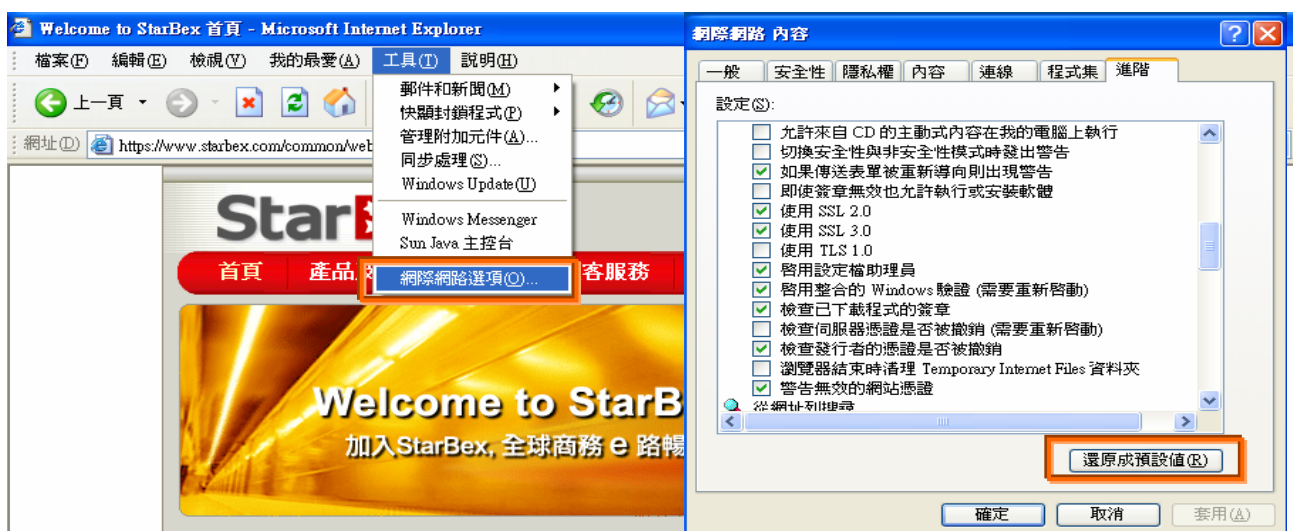 Welcome to StarBex 首頁 - Microsoft Internet Explorer
檔案(F) 編輯(E) 檢視(V) 我的最愛(A) 工具(T) 說明(H)
上一頁
網址(D) https://www.starbex.com/common/web
郵件和新聞(M)
快顯封鎖程式(P)
管理附加元件(A)...
同步處理(S)...
Windows Update(U)
Windows Messenger
Sun Java 主控台
網際網路選項(O)...
Star
首頁 產品 客服務
Welcome to StarB
加入StarBex, 全球商務 e 路暢
網際網路 內容
一般 安全性 隱私權 內容 連線 程式集 進階
設定(S):
允許來自 CD 的主動式內容在我的電腦上執行
切換安全性與非安全性模式時發出警告
如果傳送表單被重新導向則出現警告
即使簽章無效也允許執行或安裝軟體
使用 SSL 2.0
使用 SSL 3.0
使用 TLS 1.0
啓用設定檔助理員
啓用整合的 Windows 驗證 (需要重新啓動)
檢查已下載程式的簽章
檢查伺服器憑證是否被撤銷 (需要重新啓動)
檢查發行者的憑證是否被撤銷
瀏覽器結束時清理 Temporary Internet Files 資料夾
警告無效的網站憑證
從網址列搜尋
還原成預設值(R)
確定 取消 套用(A)